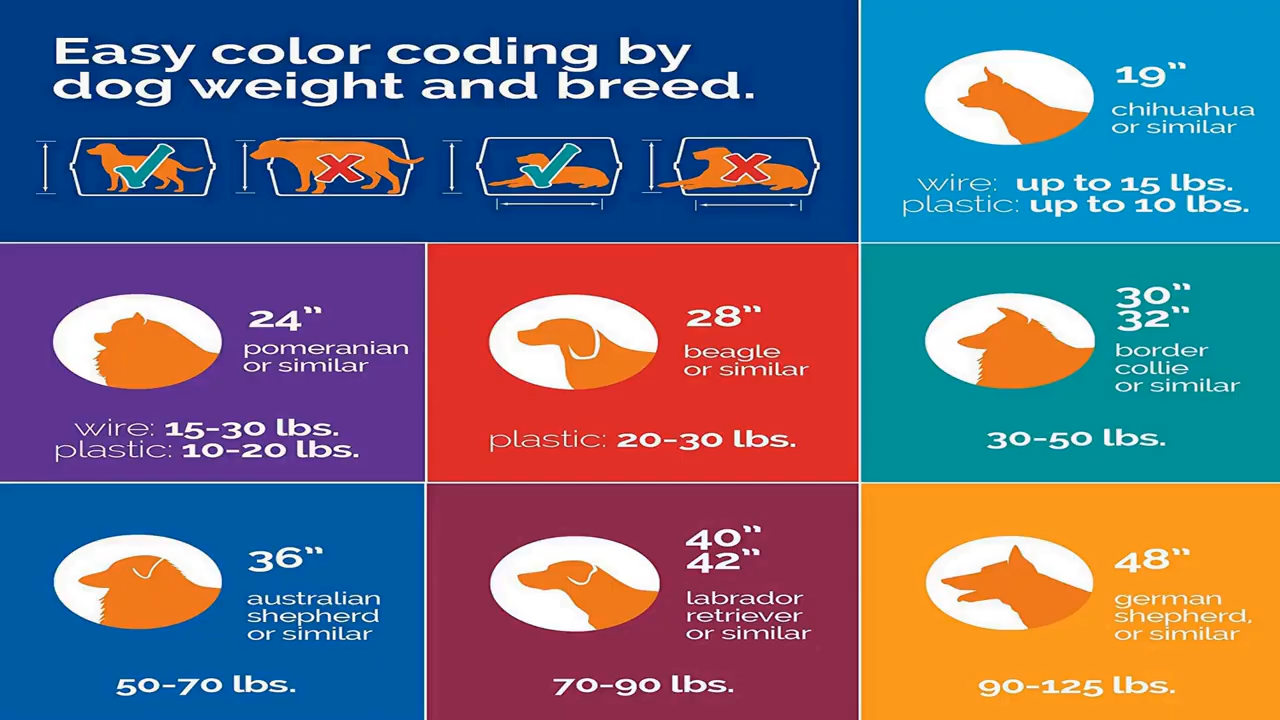 Easy color coding by
dog weight and breed.
19”
chihuahua
or similar
wire: up to 15 lbs.
plastic: up to 10 lbs.
24”
pomeranian
or similar
wire: 15-30 lbs.
plastic: 10-20 lbs.
28”
beagle
or similar
plastic: 20-30 lbs.
30”
32”
border
collie
or similar
30-50 lbs.
36”
australian
shepherd
or similar
50-70 lbs.
40”
42”
labrador
retriever
or similar
70-90 lbs.
48”
german
shepherd,
or similar
90-125 lbs.